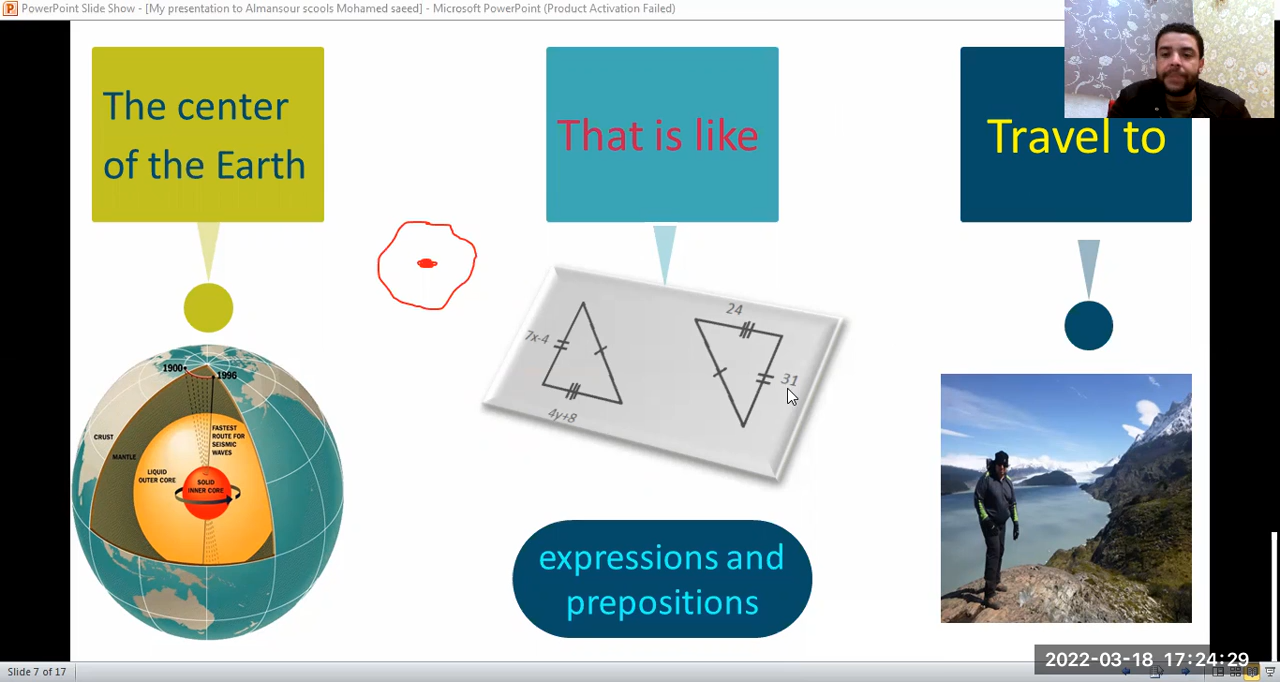 PowerPoint Slide Show - [My presentation to Almansour scools Mohamed saeed] - Microsoft PowerPoint (Product Activation Failed)
The center
of the Earth
That is like
Travel to
1900
1996
CRUST
MANTLE
LIQUID
OUTER CORE
FASTEST
ROUTE FOR
SEISMIC
WAVES
SOLID
INNER CORE
7x-4
4y+8
24
31
expressions and
prepositions
2022-03-18 17:24:29
Slide 7 of 17